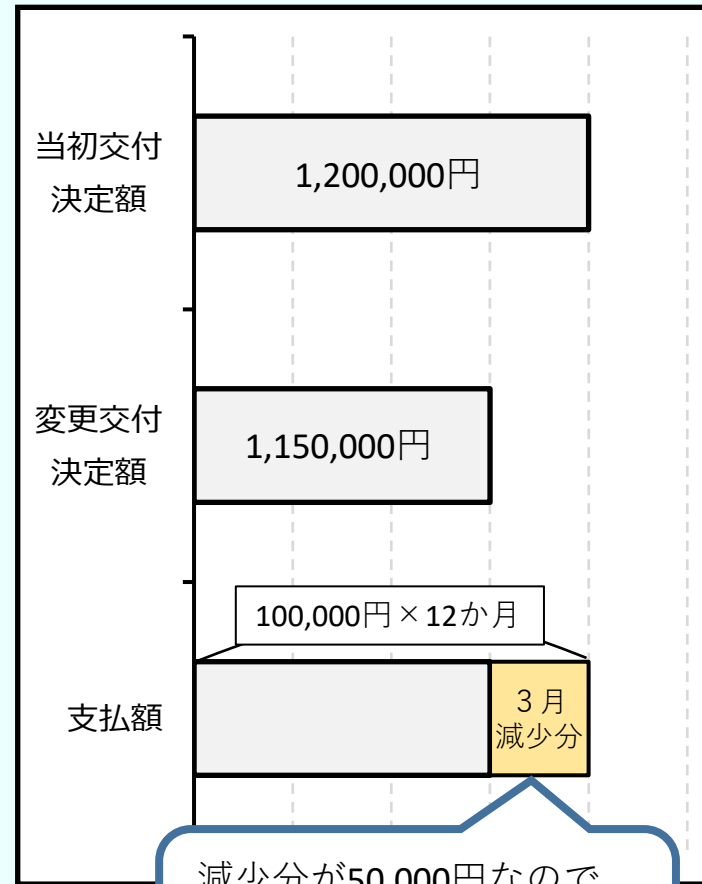 当初交付
決定額
1,200,000円
変更交付
決定額
1,150,000円
100,000円×12か月
支払額
３月
減少分
減少分が50,000円なので